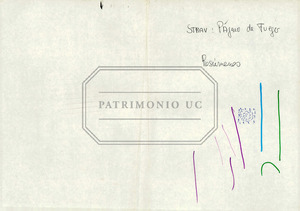 STRAV: Pájaro de Fuego
PATRIMONIO UC